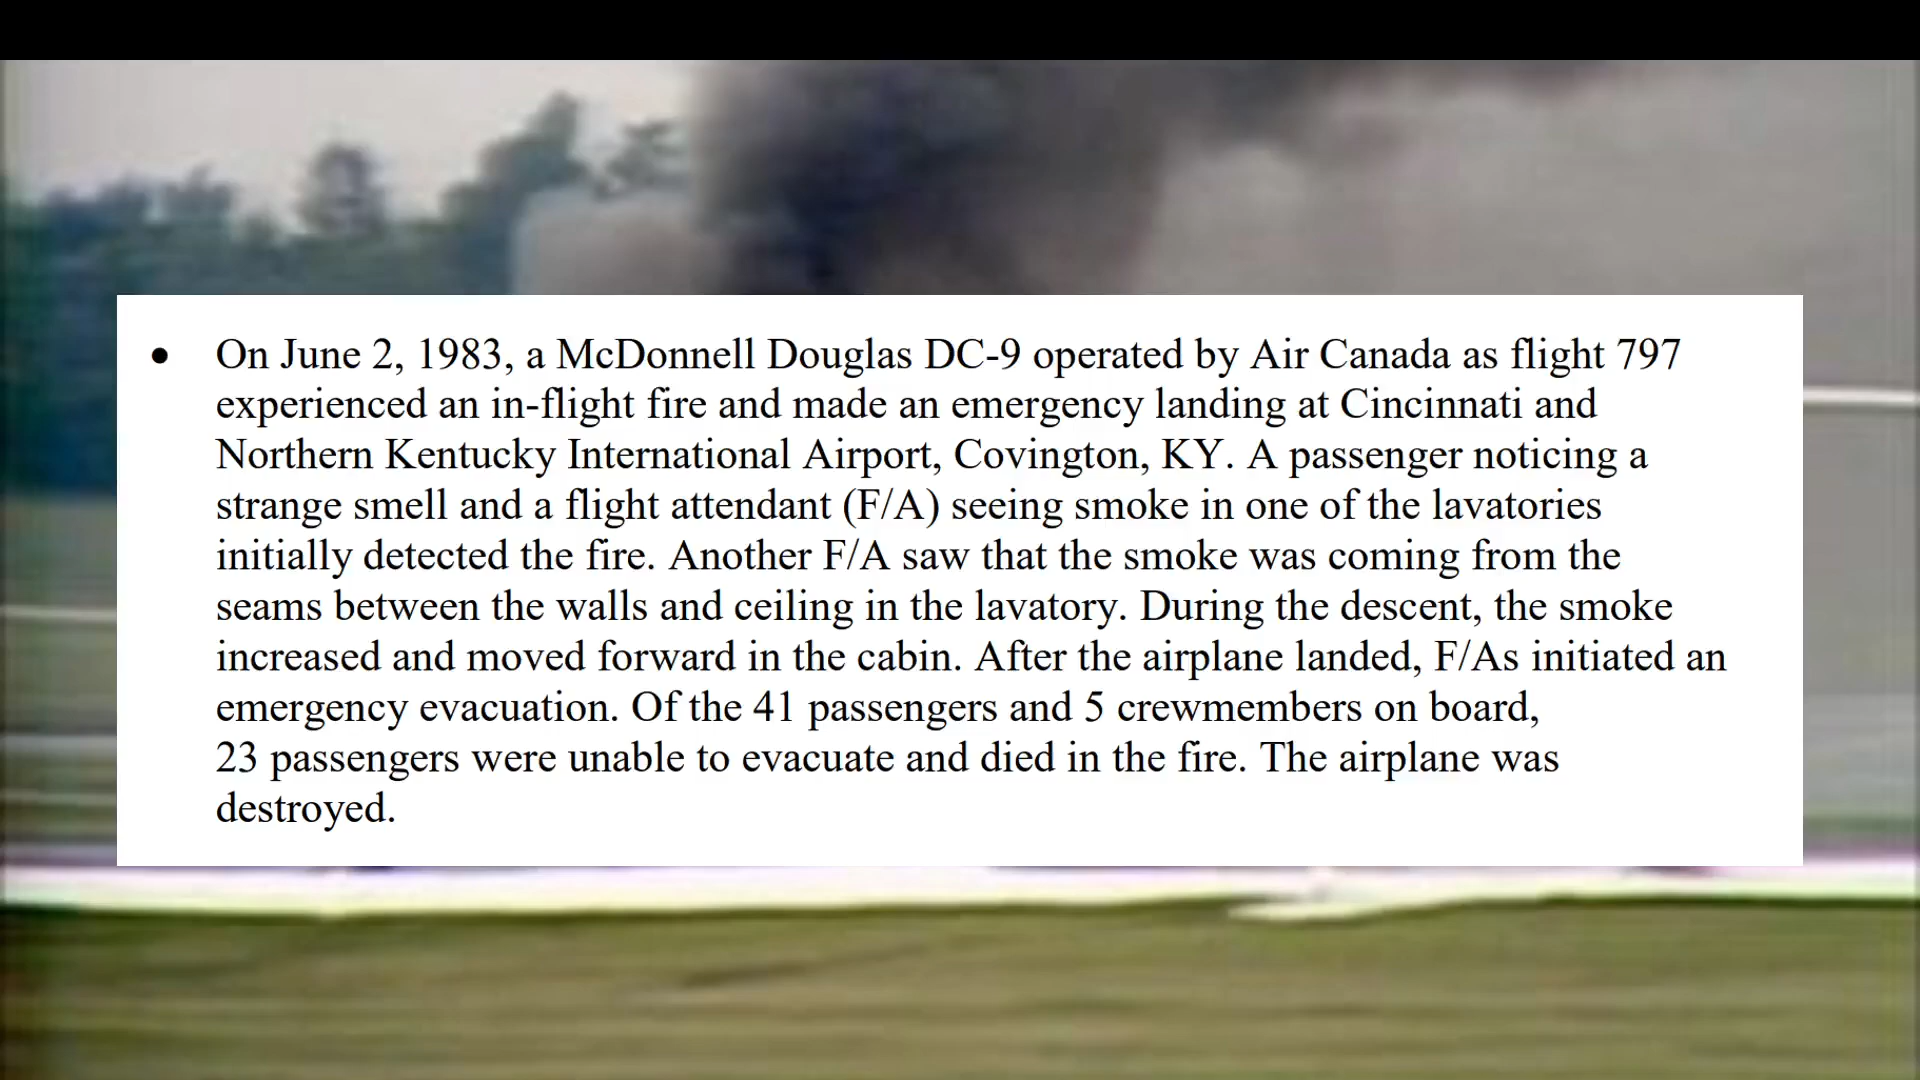 • On June 2, 1983, a McDonnell Douglas DC-9 operated by Air Canada as flight 797
experienced an in-flight fire and made an emergency landing at Cincinnati and
Northern Kentucky International Airport, Covington, KY. A passenger noticing a
strange smell and a flight attendant (F/A) seeing smoke in one of the lavatories
initially detected the fire. Another F/A saw that the smoke was coming from the
seams between the walls and ceiling in the lavatory. During the descent, the smoke
increased and moved forward in the cabin. After the airplane landed, F/As initiated an
emergency evacuation. Of the 41 passengers and 5 crewmembers on board,
23 passengers were unable to evacuate and died in the fire. The airplane was
destroyed.